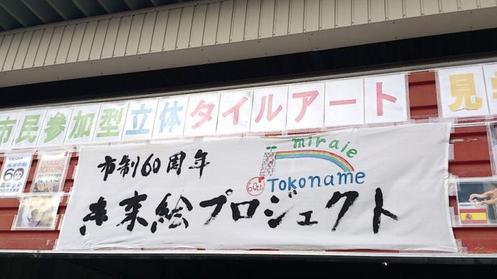 市民参加型立体タイルアート 見
市制60周年
miraie
60th
Tokoname
未来絵プロジェクト